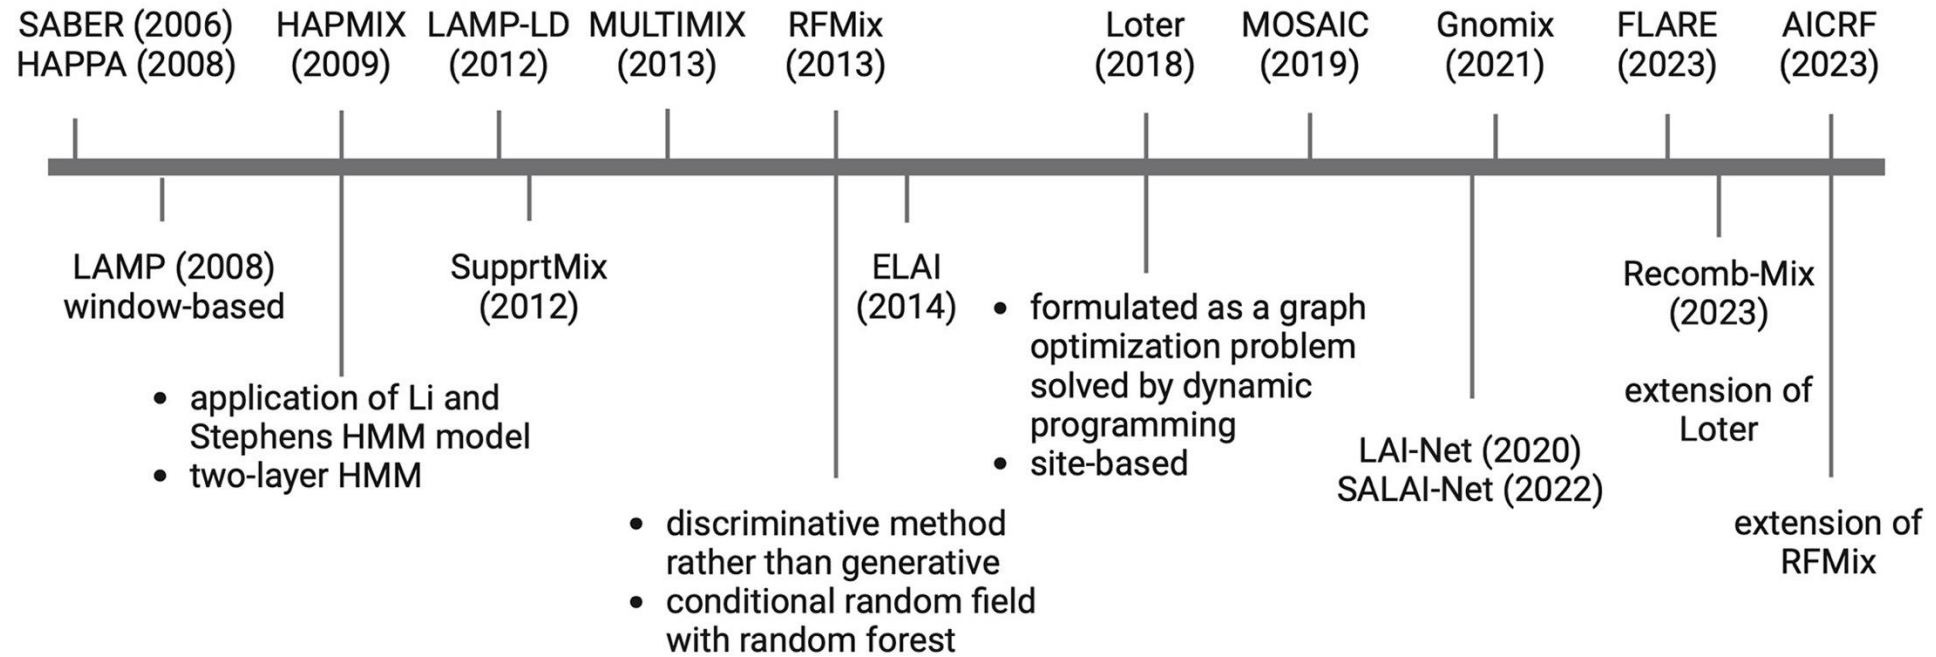 SABER (2006)
HAPPA (2008)
HAPMIX
(2009)
LAMP-LD
(2012)
MULTIMIX
(2013)
RFMix
(2013)
Loter
(2018)
MOSAIC
(2019)
Gnomix
(2021)
FLARE
(2023)
AICRF
(2023)
LAMP (2008)
window-based
• application of Li and
Stephens HMM model
• two-layer HMM
SupprtMix
(2012)
• discriminative method
rather than generative
• conditional random field
with random forest
ELAI
(2014)
• formulated as a graph
optimization problem
solved by dynamic
programming
• site-based
LAI-Net (2020)
SALAI-Net (2022)
Recomb-Mix
(2023)
extension of
Loter
extension of
RFMix